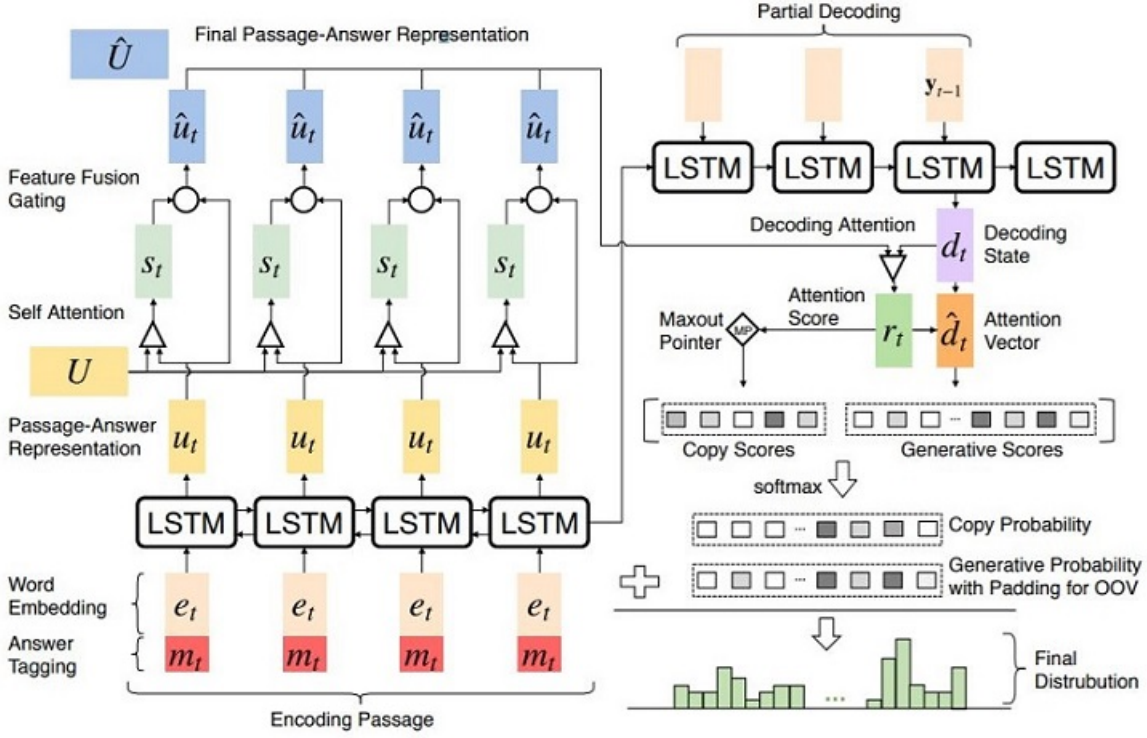 Final Passage-Answer Representation
Û
û_t û_t û_t û_t
Feature Fusion
Gating
s_t s_t s_t s_t
Self Attention
U
Passage-Answer
Representation
u_t u_t u_t u_t
LSTM LSTM LSTM LSTM
Word
Embedding
e_t e_t e_t e_t
Answer
Tagging
m_t m_t m_t m_t
Encoding Passage
Partial Decoding
y_{t-1}
LSTM LSTM LSTM LSTM
Decoding Attention
d_t
Decoding
State
Attention
Score
Maxout
Pointer
MP
r_t
d̂_t
Attention
Vector
...
Copy Scores
Generative Scores
softmax
...
Copy Probability
...
Generative Probability
with Padding for OOV
...
Final
Distrubution